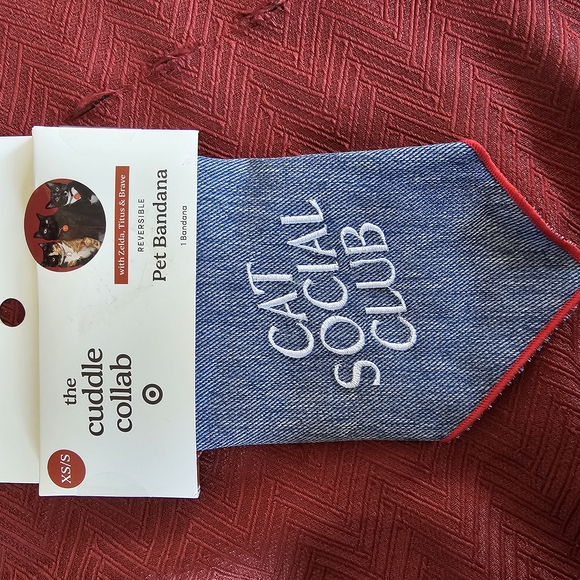 the
cuddle
collab
with Zelda, Titus & Brave
REVERSIBLE
Pet Bandana
1 Bandana
XS/S
CAT
SOCIAL
CLUB